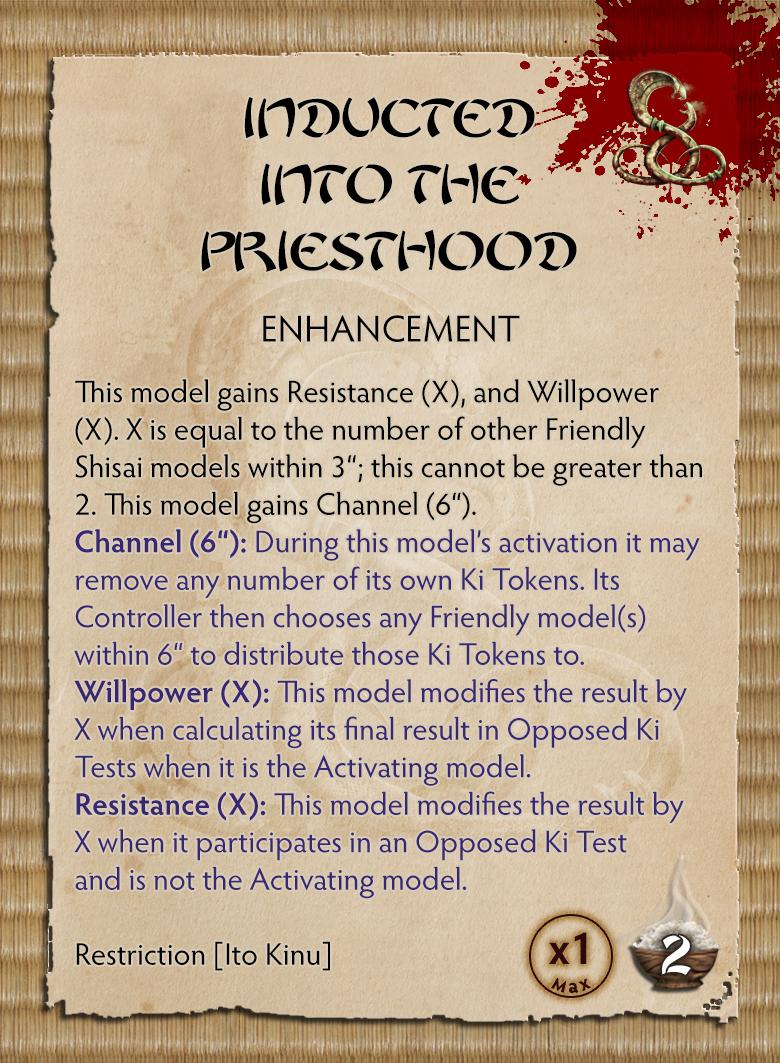 INDUCTED
INTO THE
PRIESTHOOD
ENHANCEMENT
This model gains Resistance (X), and Willpower
(X). X is equal to the number of other Friendly
Shisai models within 3“; this cannot be greater than
2. This model gains Channel (6“).
Channel (6“): During this model's activation it may
remove any number of its own Ki Tokens. Its
Controller then chooses any Friendly model(s)
within 6“ to distribute those Ki Tokens to.
Willpower (X): This model modifies the result by
X when calculating its final result in Opposed Ki
Tests when it is the Activating model.
Resistance (X): This model modifies the result by
X when it participates in an Opposed Ki Test
and is not the Activating model.
Restriction [Ito Kinu]
x1
Max
2